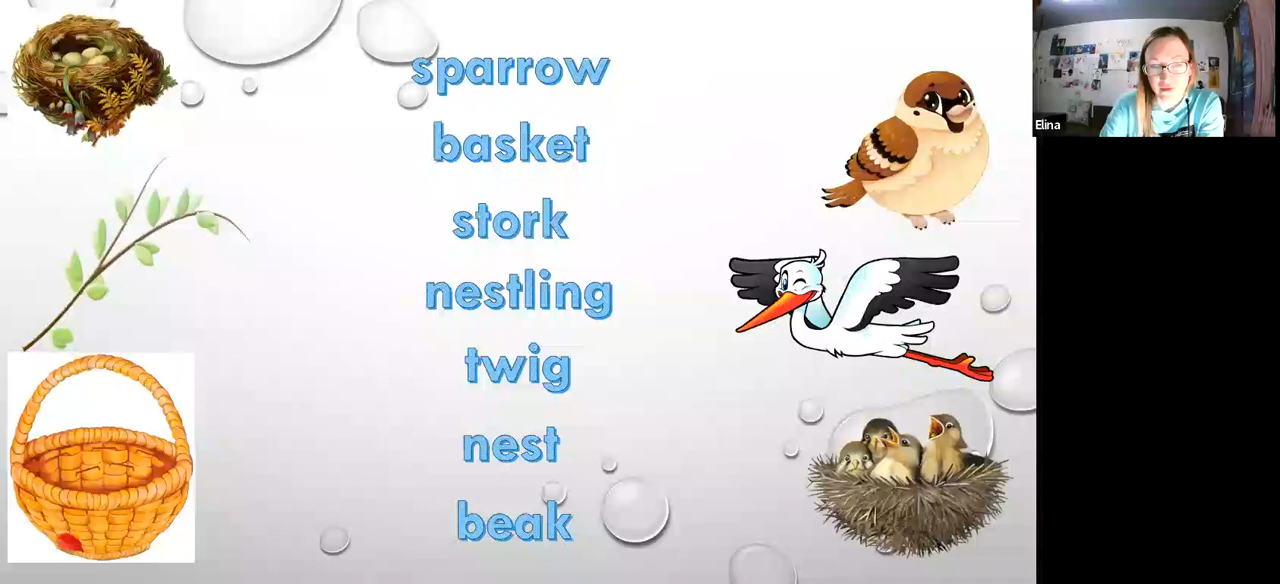 sparrow
basket
stork
nestling
twig
nest
beak
Elina